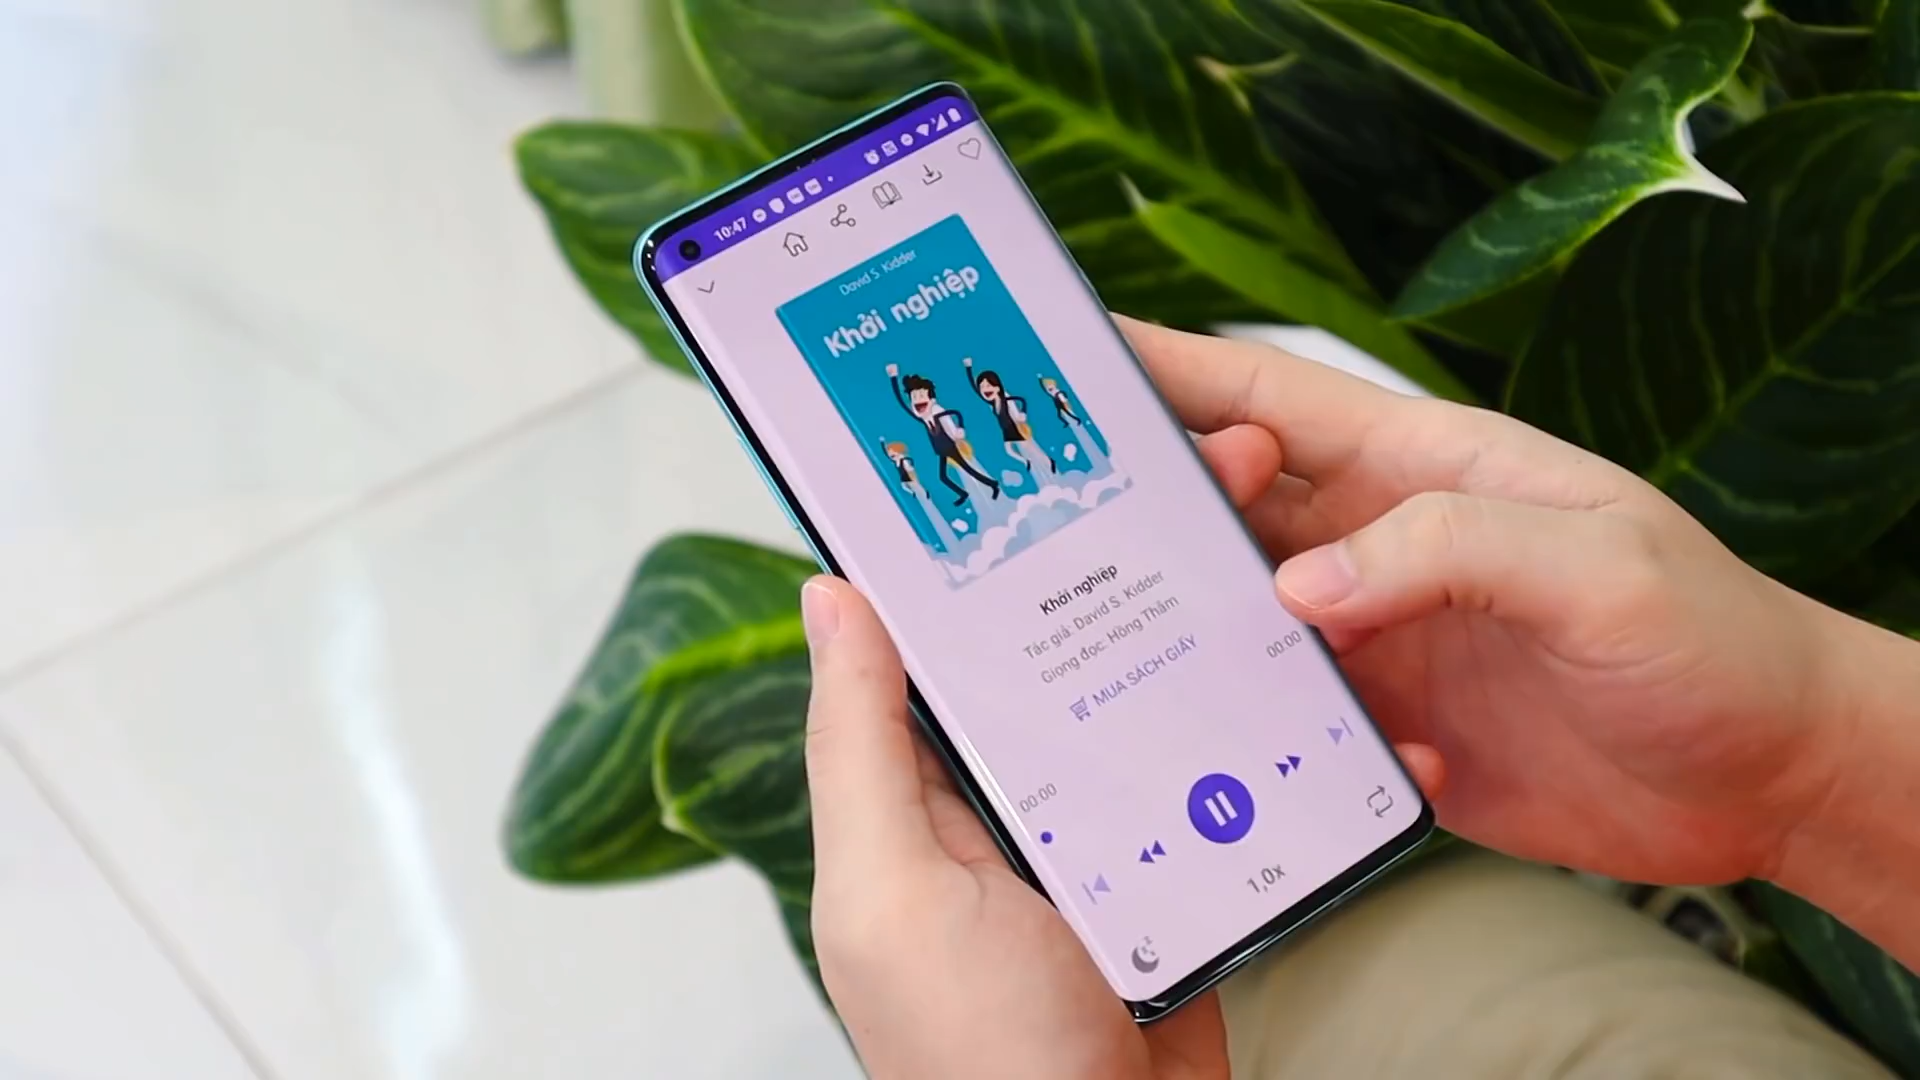 10:47
David S. Kidder
Khởi nghiệp
Khởi nghiệp
Tác giả: David S. Kidder
Giọng đọc: Hồng Thắm
MUA SÁCH GIẤY
00:00
00:00
1,0x